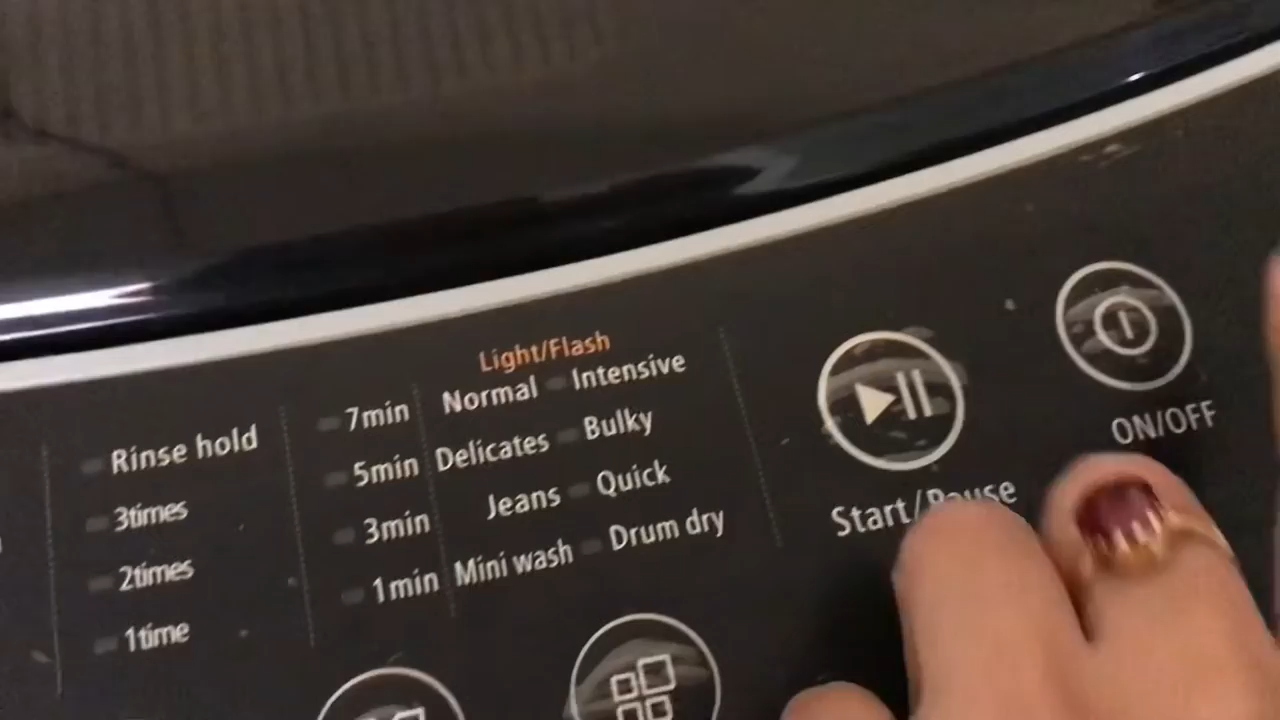 Rinse hold
3times
2times
1time
7min
5min
3min
1min
Light/Flash
Normal Intensive
Delicates Bulky
Jeans Quick
Mini wash Drum dry
Start/Pause
ON/OFF